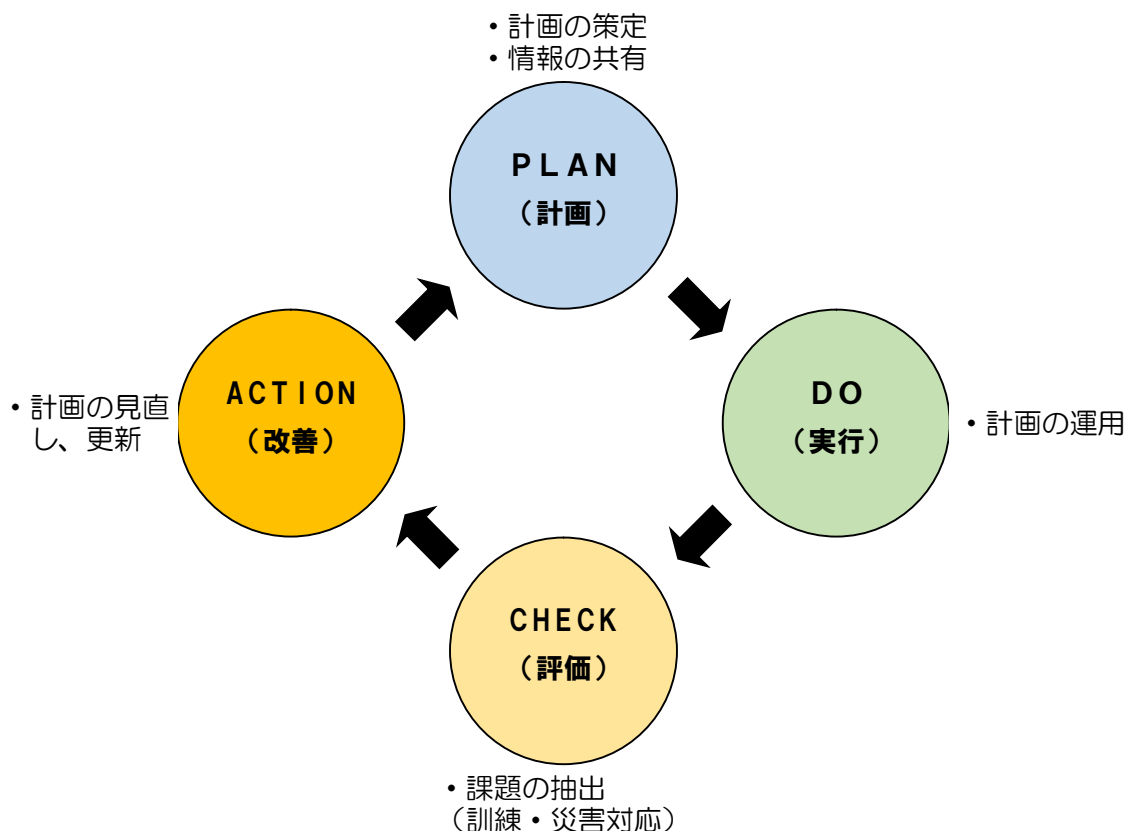 ・計画の策定
・情報の共有
ＰＬＡＮ
（計画）
ＤＯ
（実行）
・計画の運用
ＣＨＥＣＫ
（評価）
・課題の抽出
（訓練・災害対応）
ＡＣＴＩＯＮ
（改善）
・計画の見直
し、更新